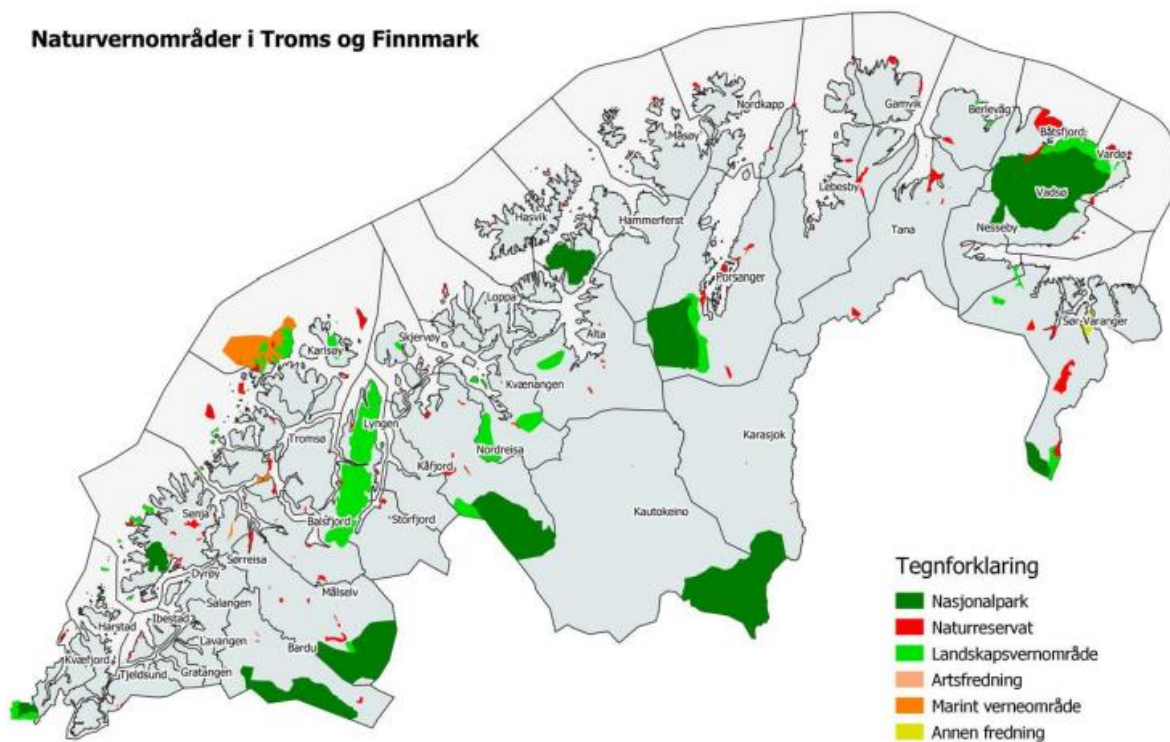 Naturvernområder i Troms og Finnmark
Gamvik
Nordkapp
Berlevåg
Måsøy
Båtsfjord
Vardø
Lebesby
Vadsø
Hasvik
Hammerferst
Tana
Nesseby
Porsanger
Loppa
Sør-Varanger
Alta
Skjervøy
Karlsøy
Kvænangen
Lyngen
Tromsø
Karasjok
Nordreisa
Kåfjord
Kautokeino
Senja
Balsfjord
Storfjord
Sørreisa
Dyrøy
Målselv
Salangen
Ibestad
Harstad
Lavangen
Bardu
Kvæfjord
Gratangen
Tjeldsund
Tegnforklaring
Nasjonalpark
Naturreservat
Landskapsvernområde
Artsfredning
Marint verneområde
Annen fredning